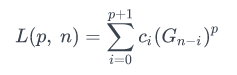 L(p, n) = \sum_{i=0}^{p+1} c_i (G_{n-i})^p